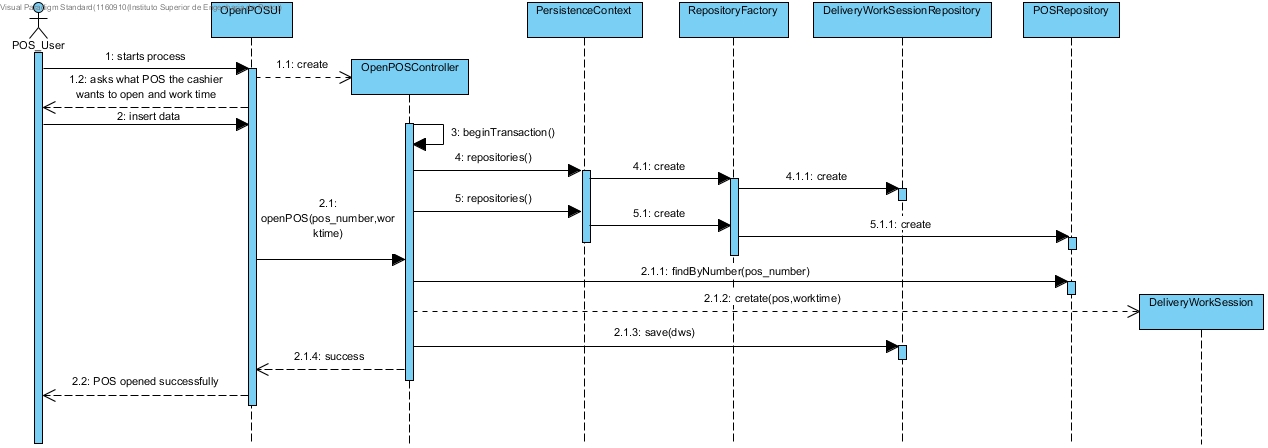 Visual Paradigm Standard(1160910(Instituto Superior de
OpenPOSUI
PersistenceContext
RepositoryFactory
DeliveryWorkSessionRepository
POSRepository
POS_User
1: starts process
1.1: create
OpenPOSController
1.2: asks what POS the cashier
wants to open and work time
2: insert data
3: beginTransaction()
4: repositories()
4.1: create
4.1.1: create
5: repositories()
5.1: create
5.1.1: create
2.1:
openPOS(pos_number,wor
ktime)
2.1.1: findByNumber(pos_number)
2.1.2: cretate(pos,worktime)
DeliveryWorkSession
2.1.3: save(dws)
2.1.4: success
2.2: POS opened successfully